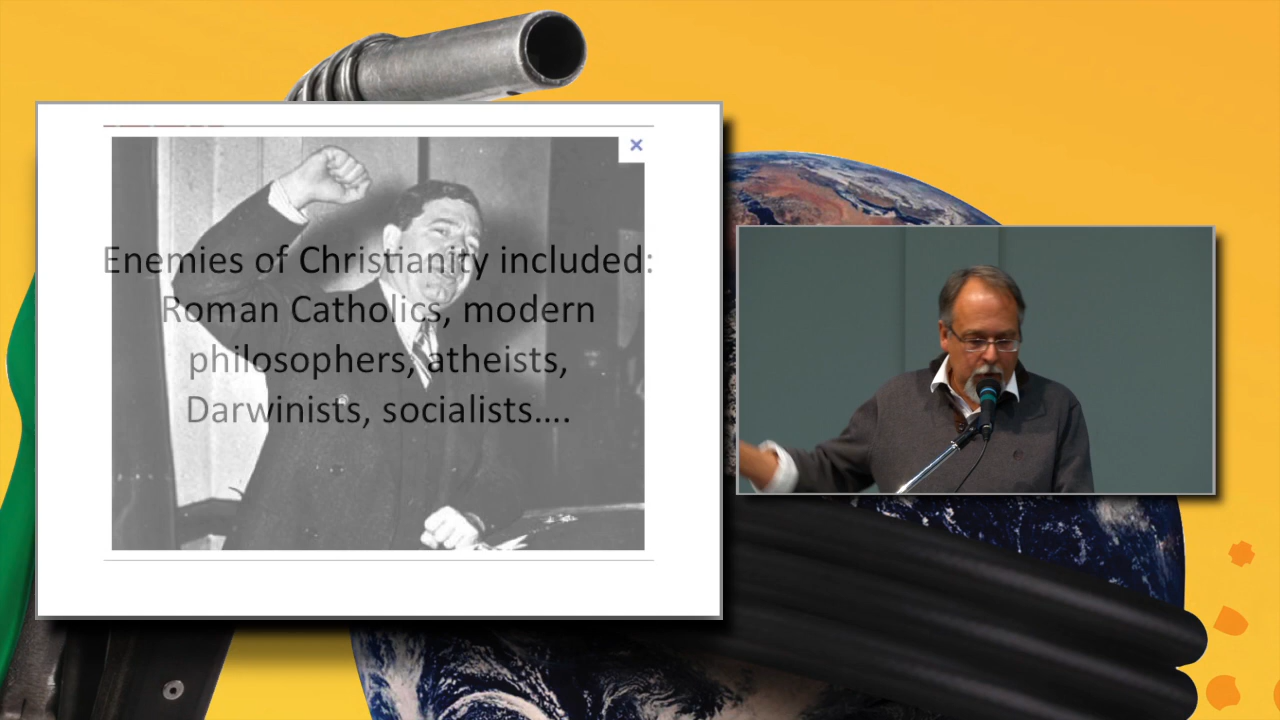 Enemies of Christianity included:
Roman Catholics, modern
philosophers, atheists,
Darwinists, socialists....